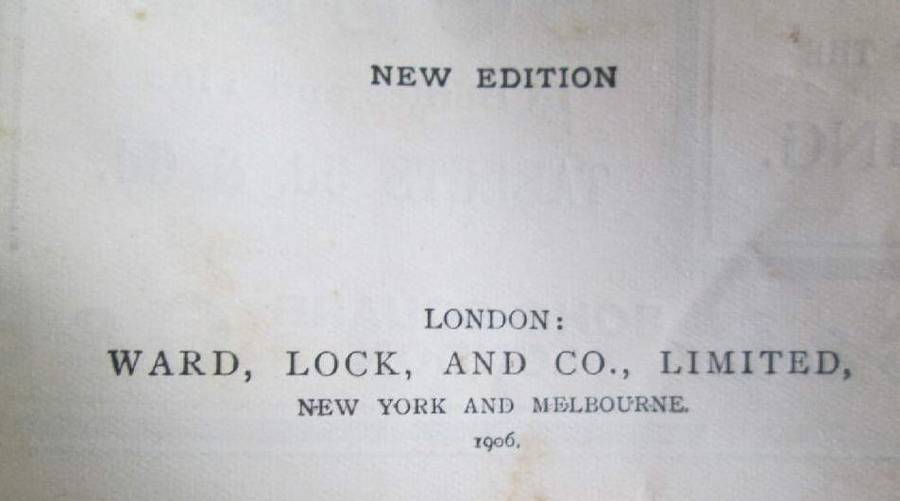 NEW EDITION
LONDON:
WARD, LOCK, AND CO., LIMITED,
NEW YORK AND MELBOURNE.
1906.